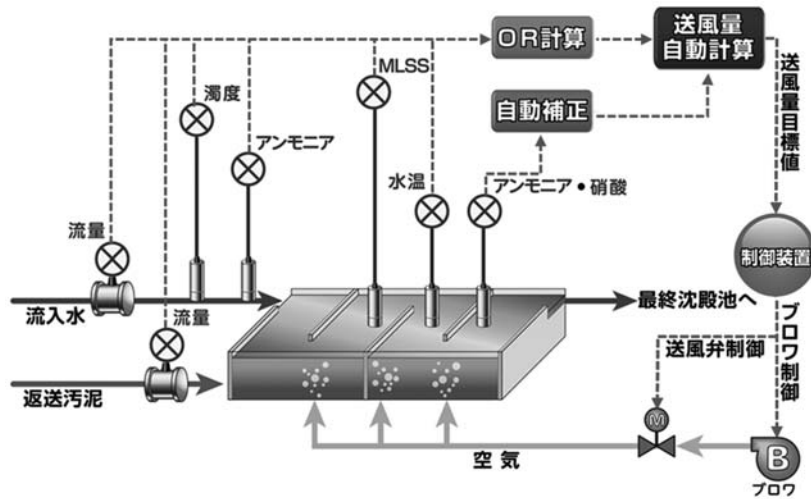 OR計算
送風量
自動計算
MLSS
濁度
自動補正
アンモニア
送風量目標値
水温
アンモニア・硝酸
流量
制御装置
流入水
最終沈殿池へ
流量
送風弁制御
ブロワ制御
返送汚泥
M
空気
B
ブロワ